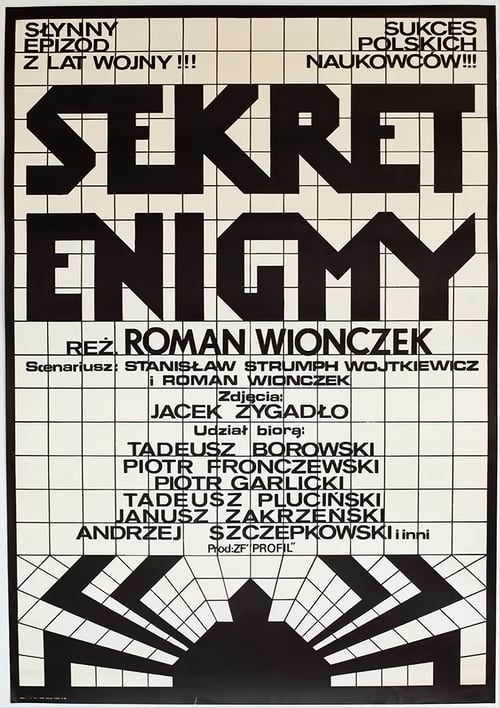 SŁYNNY
EPIZOD
Z LAT WOJNY!!!
SUKCES
POLSKICH
NAUKOWCÓW!!!
SEKRET
ENIGMY
REŻ. ROMAN WIONCZEK
Scenariusz: STANISŁAW STRUMPH WOJTKIEWICZ
i ROMAN WIONCZEK
Zdjęcia:
JACEK ZYGADŁO
Udział biorą:
TADEUSZ BOROWSKI
PIOTR FRONCZEWSKI
PIOTR GARLICKI
TADEUSZ PLUCIŃSKI
JANUSZ ZAKRZEŃSKI
ANDRZEJ SZCZEPKOWSKI i inni
Prod: ZF"PROFIL"